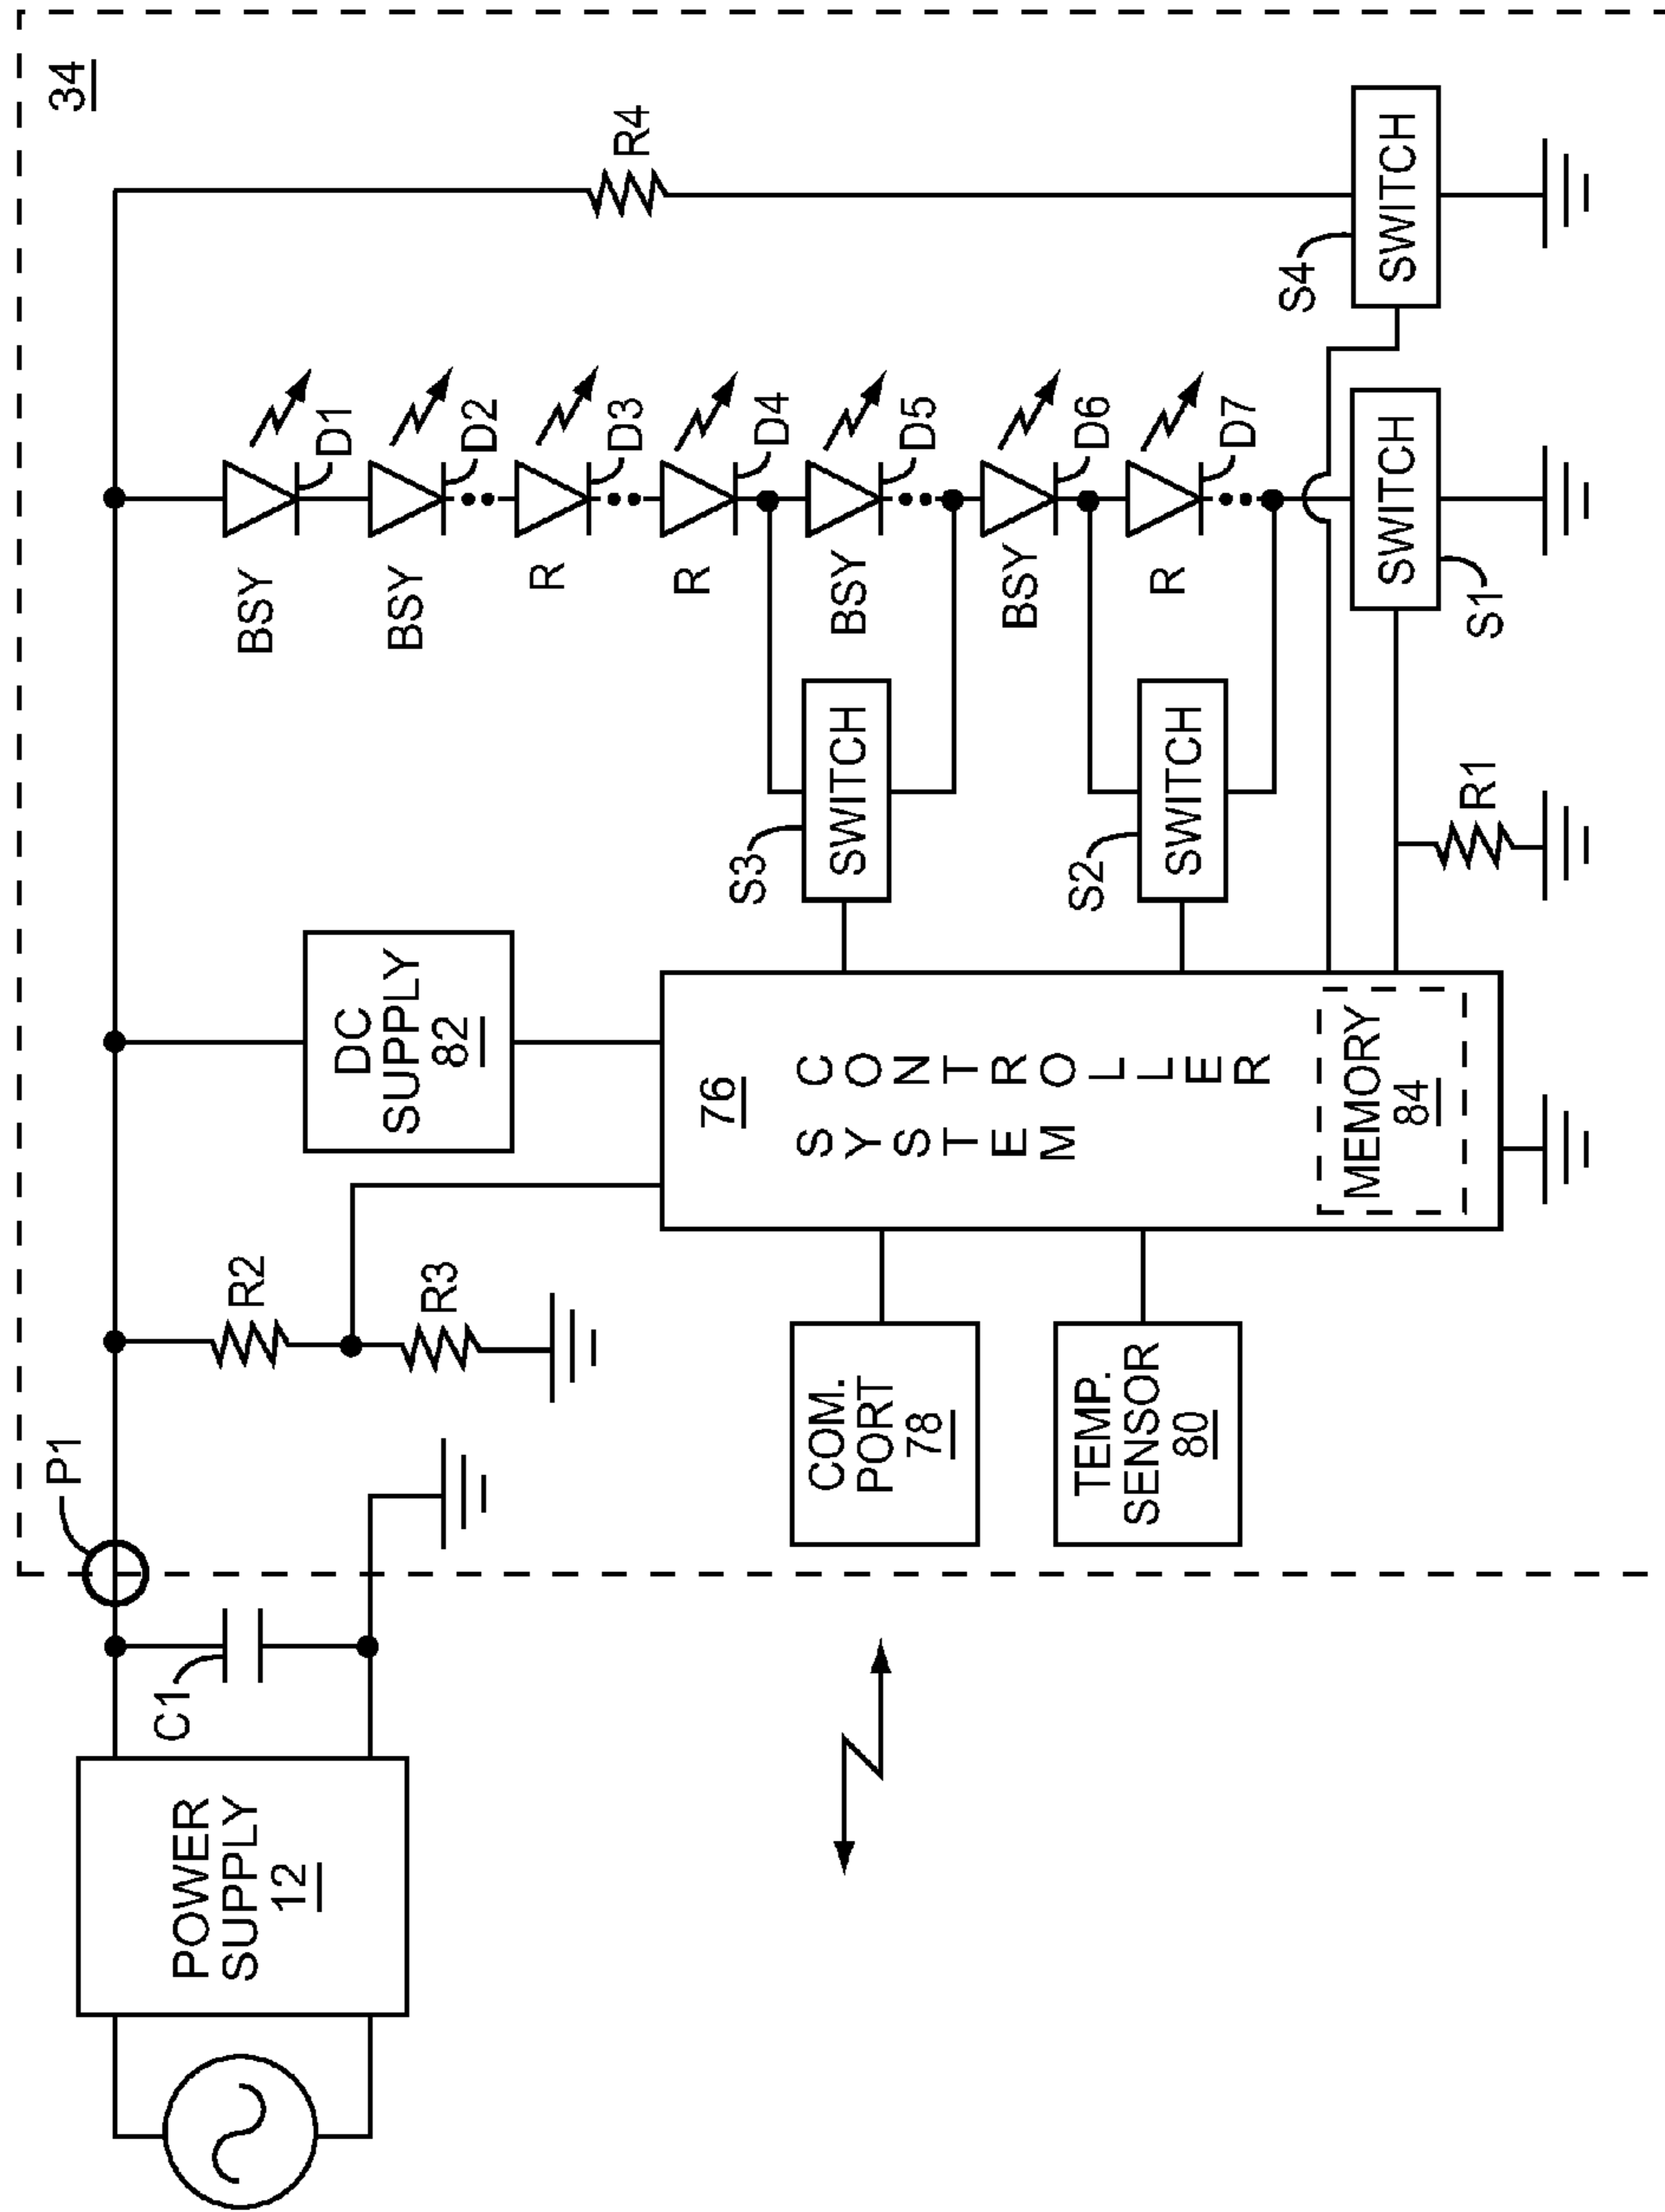 34
POWER
SUPPLY
12
C1
P1
R2
R3
DC
SUPPLY
82
COM.
PORT
78
TEMP.
SENSOR
80
76
SYSTEM
CONTROLLER
MEMORY
84
S3
SWITCH
S2
SWITCH
R1
BSY
D1
BSY
D2
R
D3
R
D4
BSY
D5
BSY
D6
R
D7
SWITCH
S1
R4
S4
SWITCH